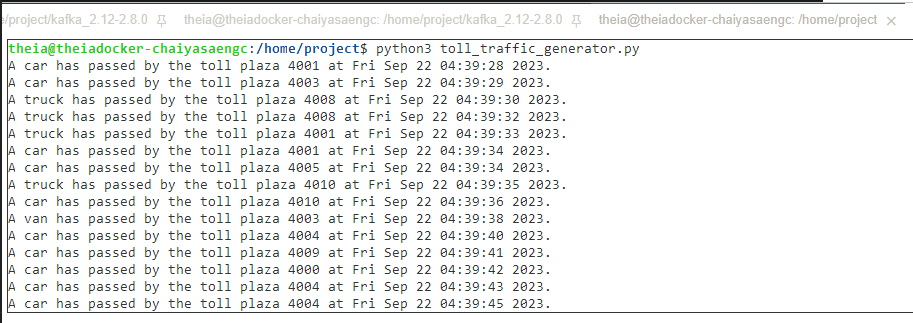 e/project/kafka_2.12-2.8.0 theia@theiadocker-chaiyasaengc: /home/project/kafka_2.12-2.8.0 theia@theiadocker-chaiyasaengc: /home/project
theia@theiadocker-chaiyasaengc:/home/project$ python3 toll_traffic_generator.py
A car has passed by the toll plaza 4001 at Fri Sep 22 04:39:28 2023.
A car has passed by the toll plaza 4003 at Fri Sep 22 04:39:29 2023.
A truck has passed by the toll plaza 4008 at Fri Sep 22 04:39:30 2023.
A truck has passed by the toll plaza 4008 at Fri Sep 22 04:39:32 2023.
A truck has passed by the toll plaza 4001 at Fri Sep 22 04:39:33 2023.
A car has passed by the toll plaza 4001 at Fri Sep 22 04:39:34 2023.
A car has passed by the toll plaza 4005 at Fri Sep 22 04:39:34 2023.
A truck has passed by the toll plaza 4010 at Fri Sep 22 04:39:35 2023.
A car has passed by the toll plaza 4010 at Fri Sep 22 04:39:36 2023.
A van has passed by the toll plaza 4003 at Fri Sep 22 04:39:38 2023.
A car has passed by the toll plaza 4004 at Fri Sep 22 04:39:40 2023.
A car has passed by the toll plaza 4009 at Fri Sep 22 04:39:41 2023.
A car has passed by the toll plaza 4000 at Fri Sep 22 04:39:42 2023.
A car has passed by the toll plaza 4004 at Fri Sep 22 04:39:43 2023.
A car has passed by the toll plaza 4004 at Fri Sep 22 04:39:45 2023.